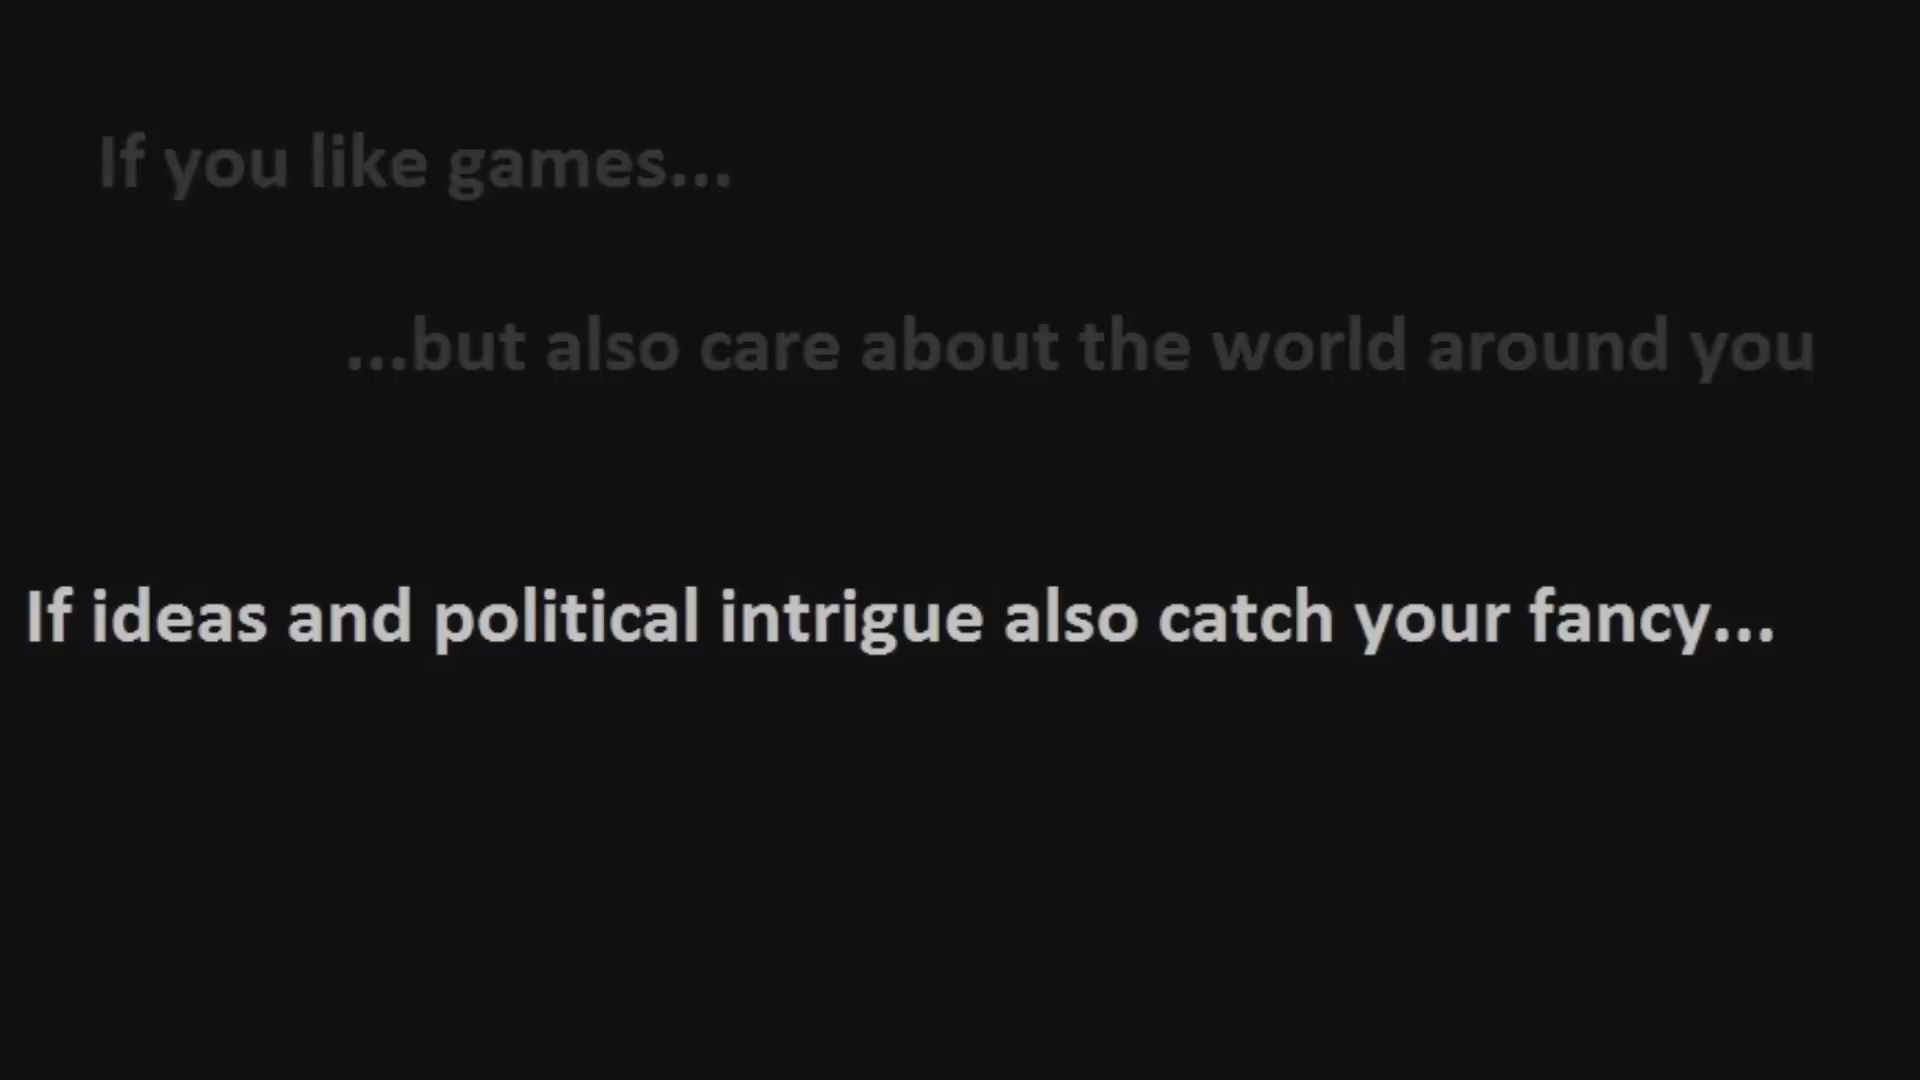 If you like games...
...but also care about the world around you
If ideas and political intrigue also catch your fancy...